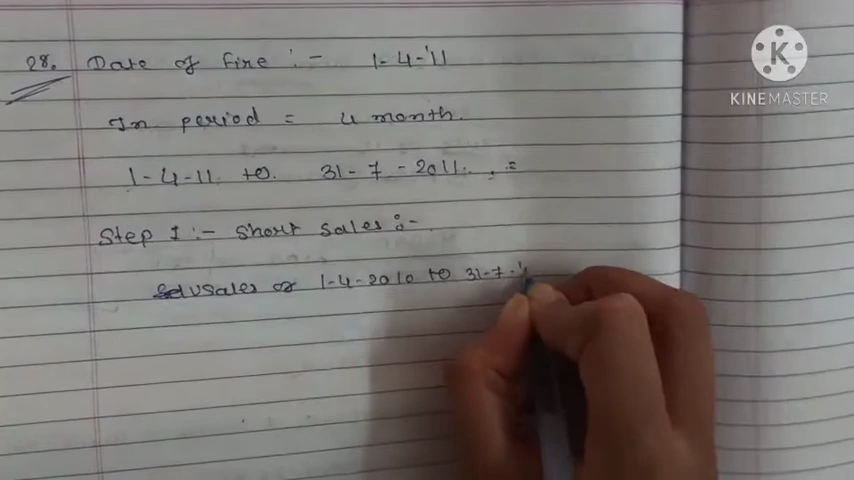 28. Date of fire :- 1-4-'11
In period = 4 month.
1-4-11. to. 31-7-2011. , =
Step I :- short sales :-
sales of 1-4-2010 to 31-7-'
K
KINEMASTER